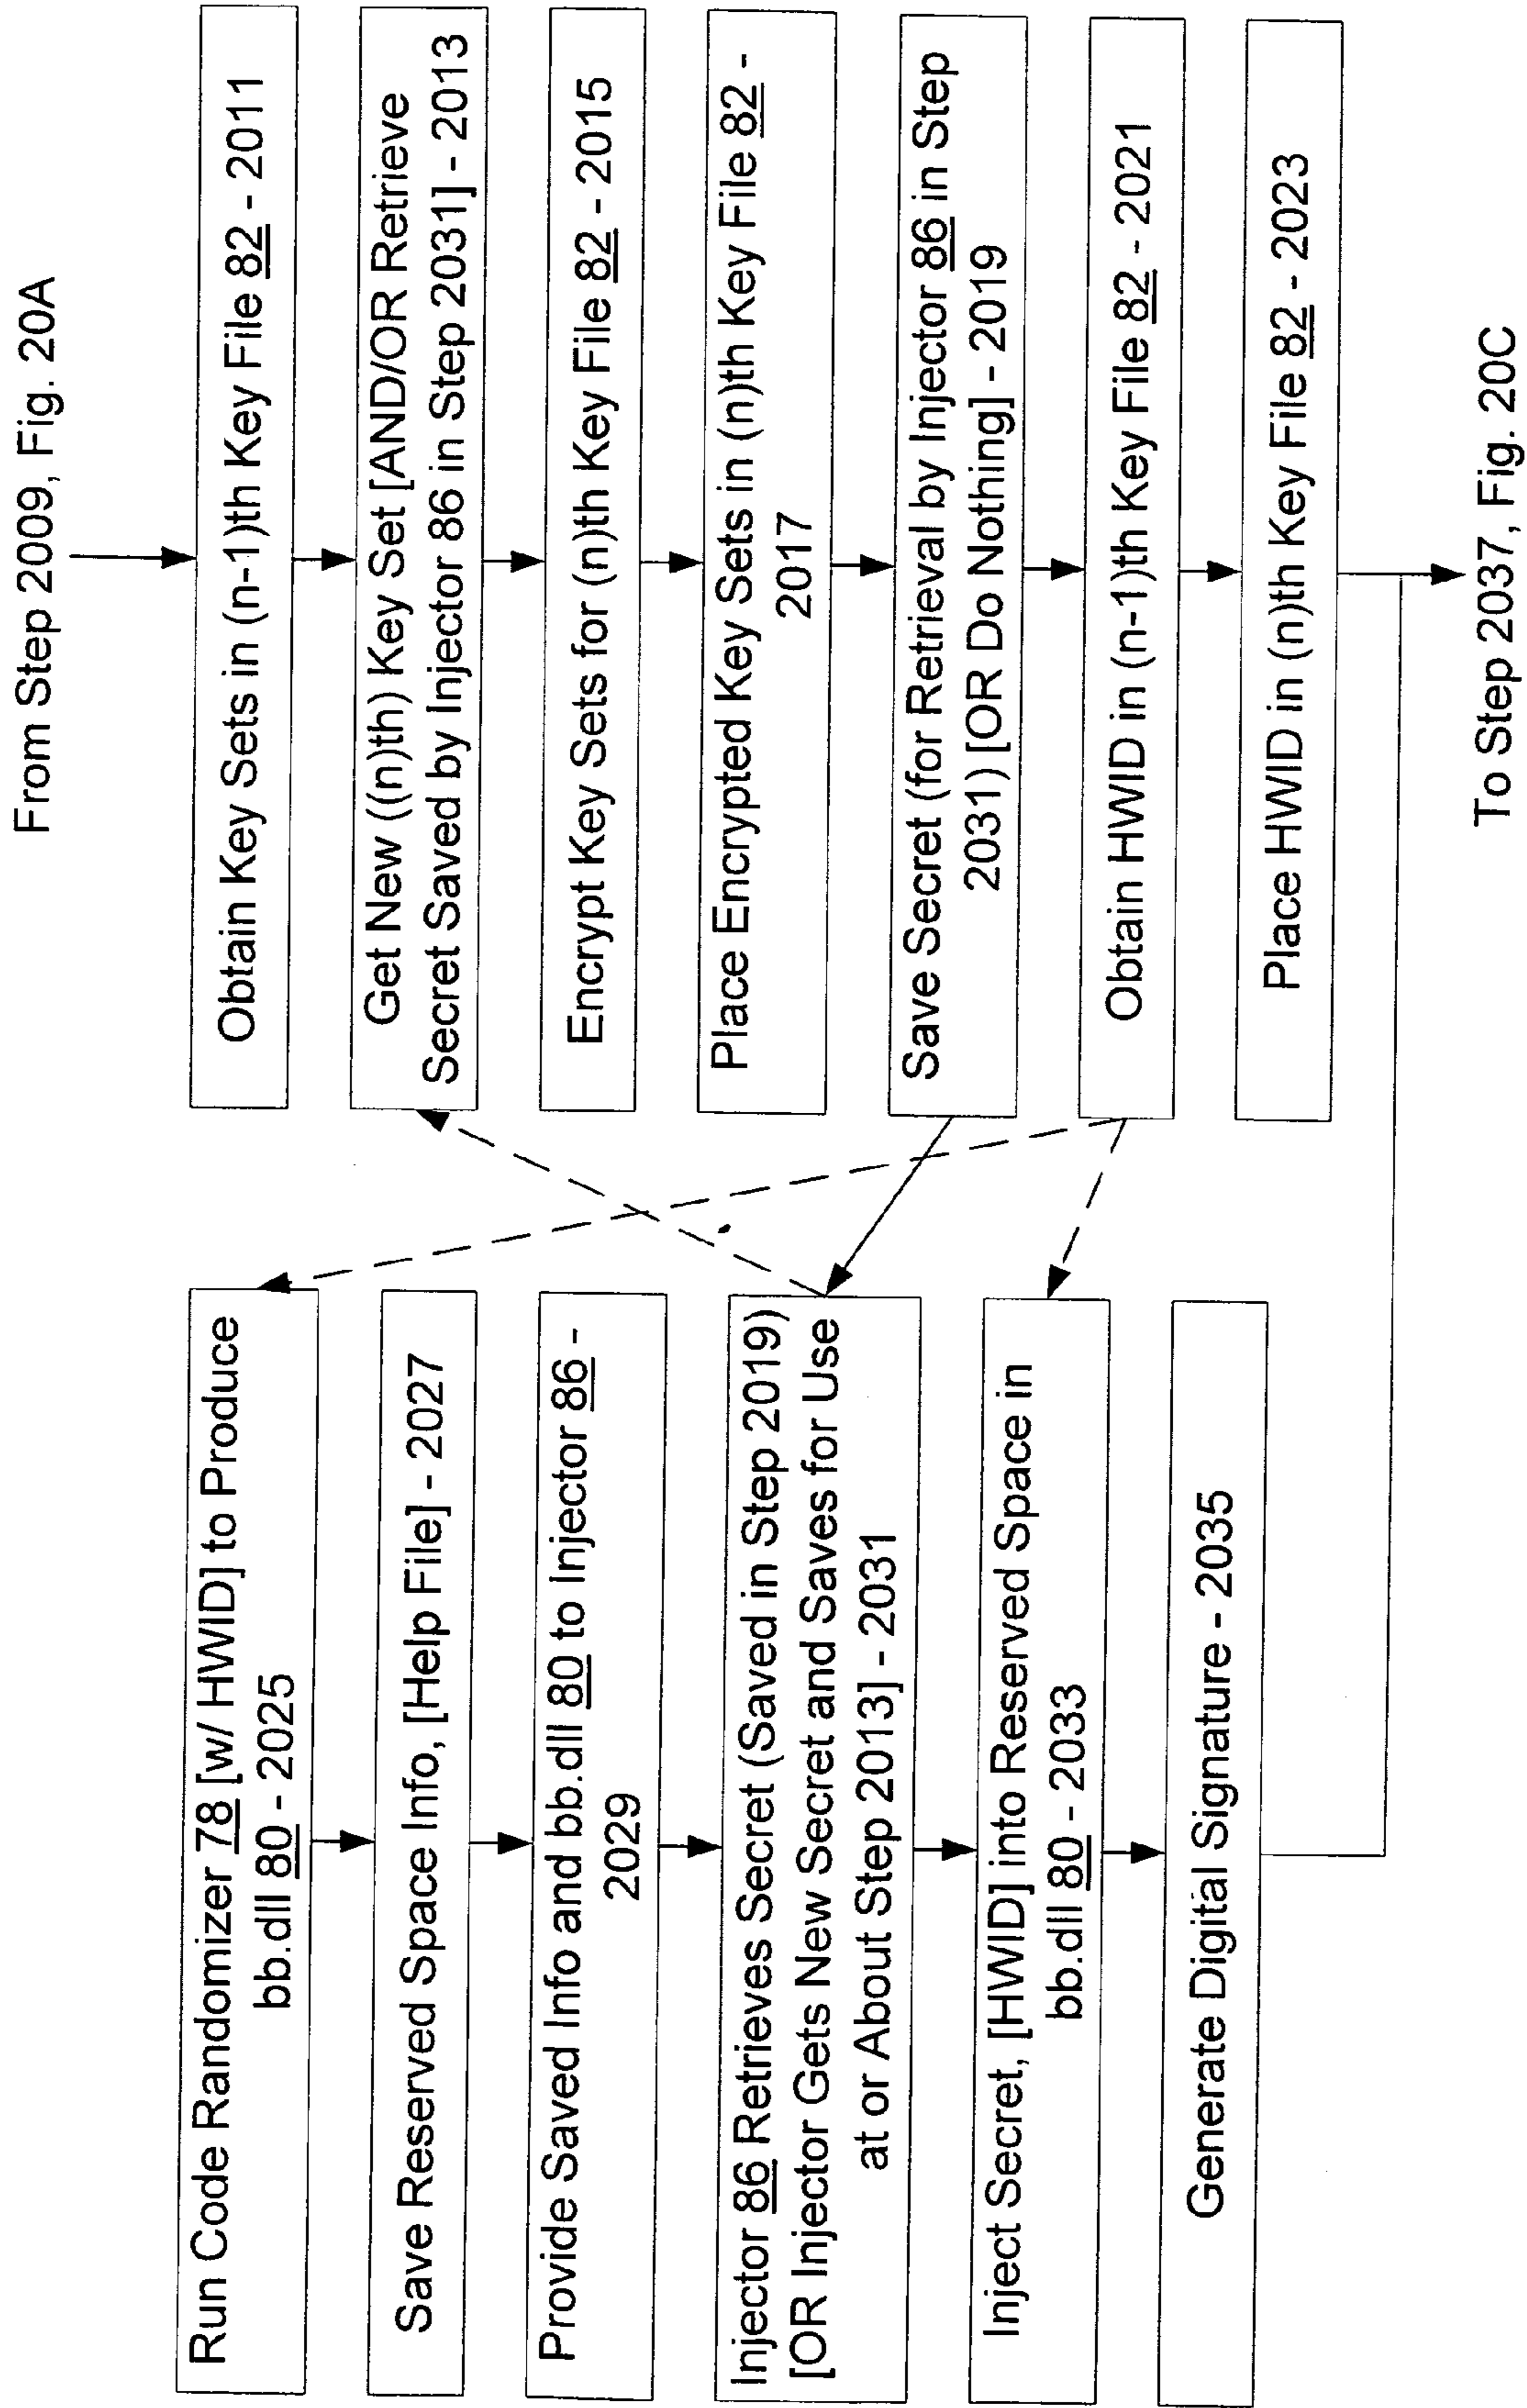 From Step 2009, Fig. 20A
Obtain Key Sets in (n-1)th Key File 82 - 2011
Get New ((n)th) Key Set [AND/OR Retrieve
Secret Saved by Injector 86 in Step 2031] - 2013
Encrypt Key Sets for (n)th Key File 82 - 2015
Place Encrypted Key Sets in (n)th Key File 82 -
2017
Save Secret (for Retrieval by Injector 86 in Step
2031) [OR Do Nothing] - 2019
Obtain HWID in (n-1)th Key File 82 - 2021
Place HWID in (n)th Key File 82 - 2023
Run Code Randomizer 78 [w/ HWID] to Produce
bb.dll 80 - 2025
Save Reserved Space Info, [Help File] - 2027
Provide Saved Info and bb.dll 80 to Injector 86 -
2029
Injector 86 Retrieves Secret (Saved in Step 2019)
[OR Injector Gets New Secret and Saves for Use
at or About Step 2013] - 2031
Inject Secret, [HWID] into Reserved Space in
bb.dll 80 - 2033
Generate Digital Signature - 2035
To Step 2037, Fig. 20C